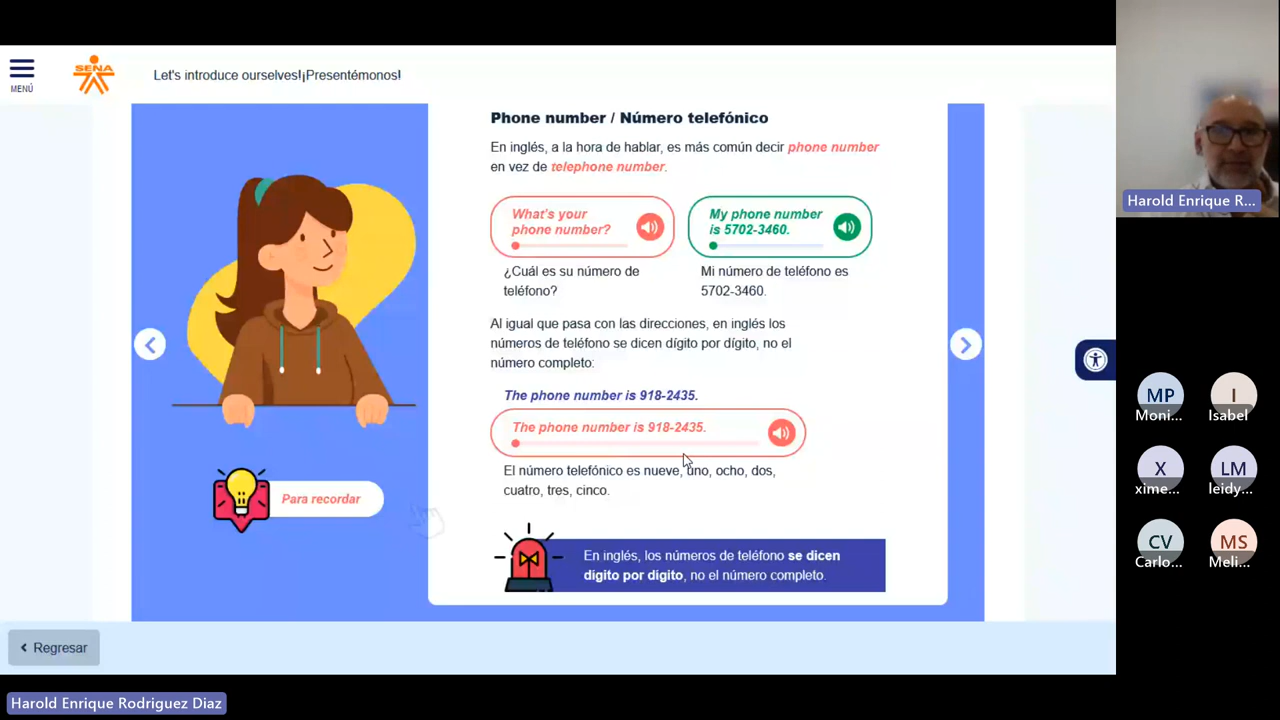 MENÚ
SENA
Let's introduce ourselves!¡Presentémonos!
Phone number / Número telefónico
En inglés, a la hora de hablar, es más común decir phone number
en vez de telephone number.
What's your
phone number?
My phone number
is 5702-3460.
¿Cuál es su número de
teléfono?
Mi número de teléfono es
5702-3460.
Al igual que pasa con las direcciones, en inglés los
números de teléfono se dicen dígito por dígito, no el
número completo:
The phone number is 918-2435.
The phone number is 918-2435.
El número telefónico es nueve, uno, ocho, dos,
cuatro, tres, cinco.
Para recordar
En inglés, los números de teléfono se dicen
dígito por dígito, no el número completo.
Regresar
Harold Enrique Rodriguez Diaz
Harold Enrique R...
MP
Moni...
I
Isabel
X
xime...
LM
leidy...
CV
Carlo...
MS
Meli...